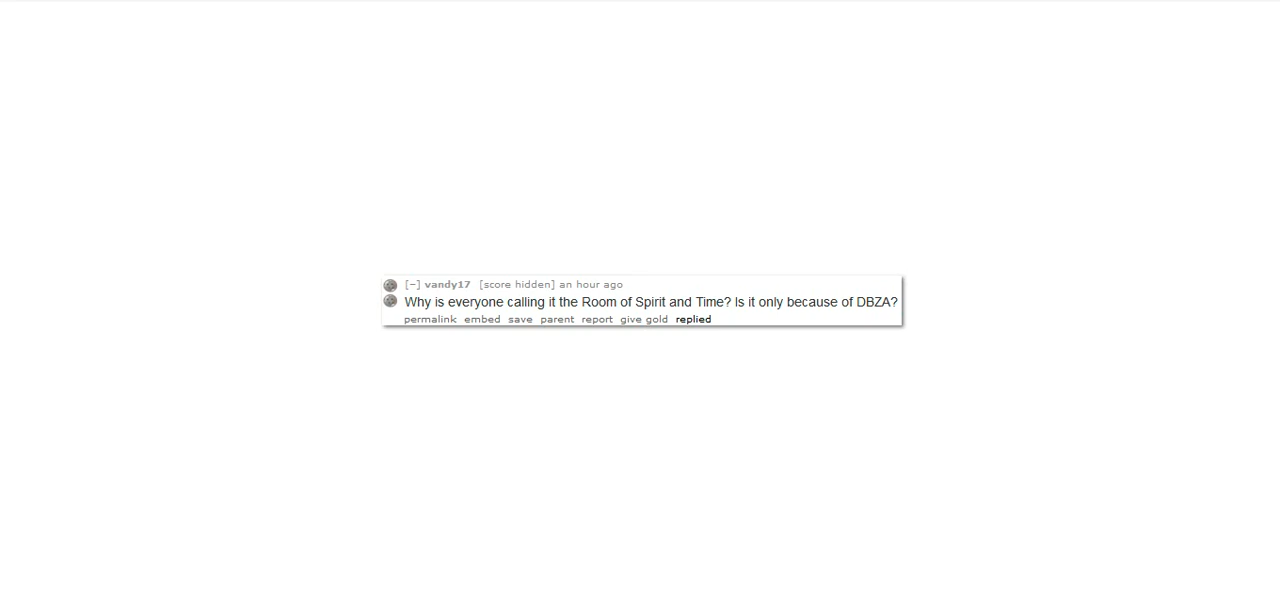 [−] vandy17 [score hidden] an hour ago
Why is everyone calling it the Room of Spirit and Time? Is it only because of DBZA?
permalink embed save parent report give gold replied